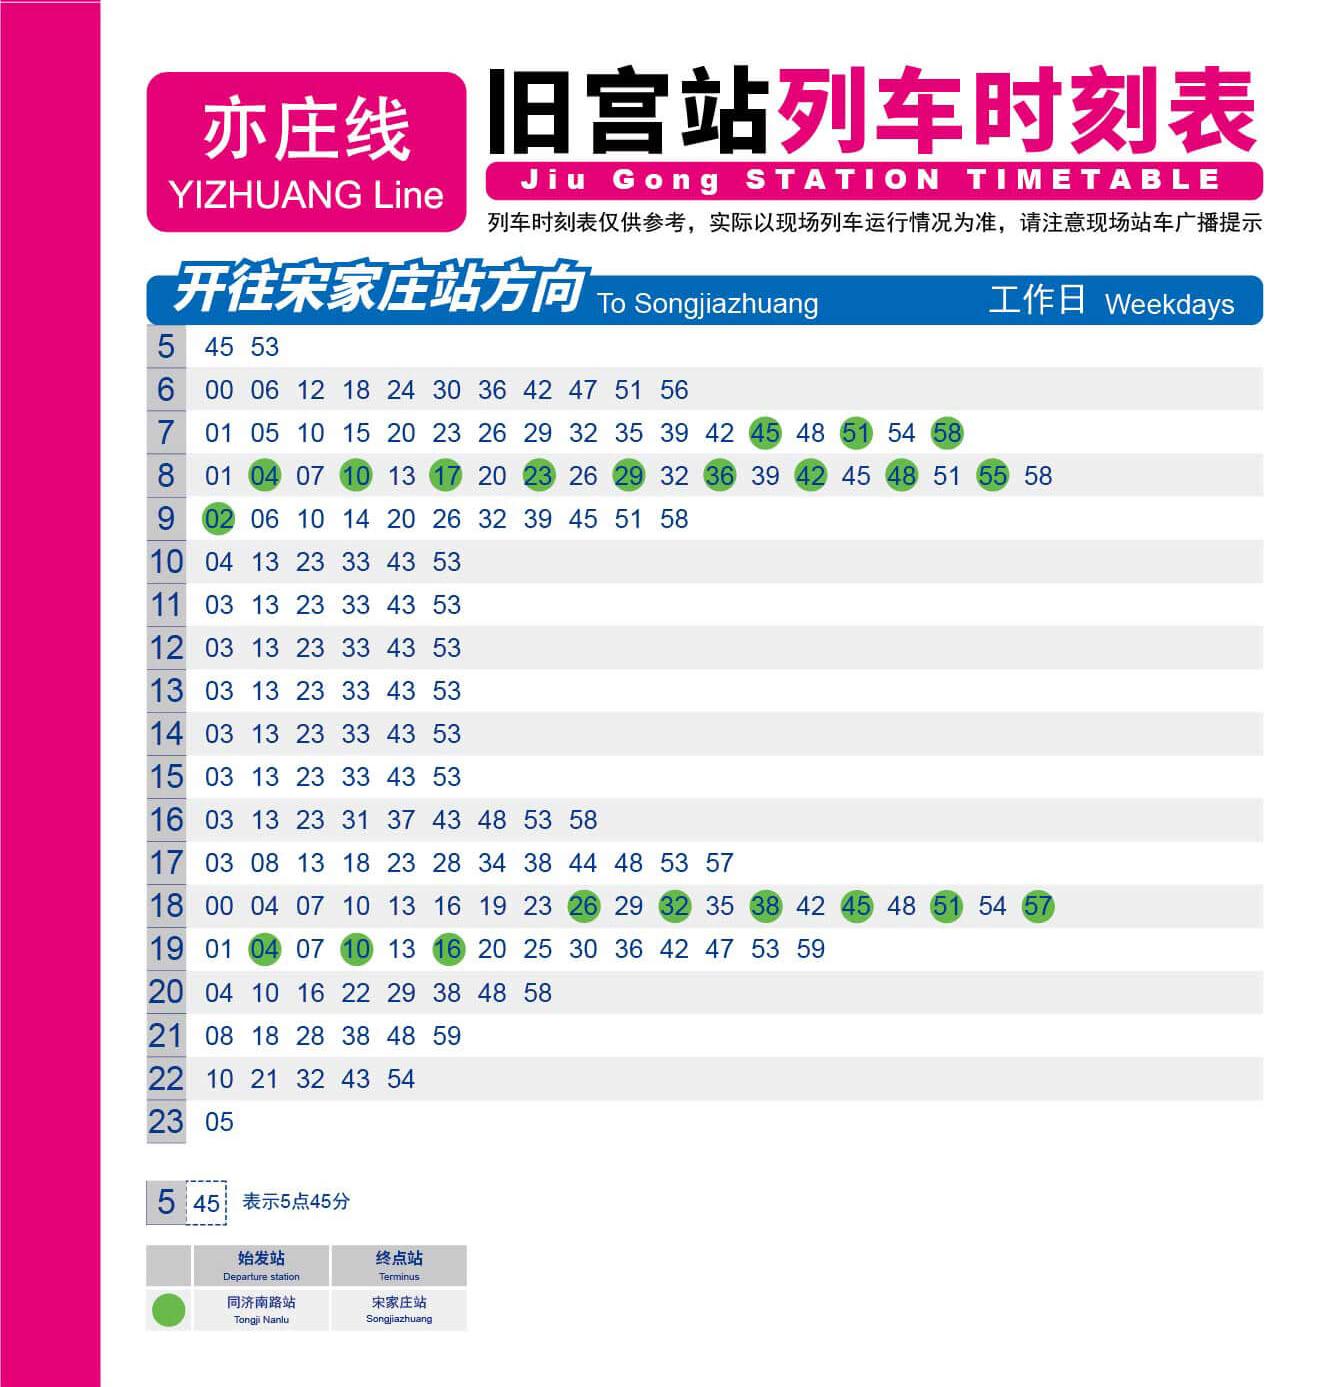 亦庄线
YIZHUANG Line
旧宫站列车时刻表
Jiu Gong STATION TIMETABLE
列车时刻表仅供参考，实际以现场列车运行情况为准，请注意现场站车广播提示
开往宋家庄站方向 To Songjiazhuang 工作日 Weekdays
5 45 53
6 00 06 12 18 24 30 36 42 47 51 56
7 01 05 10 15 20 23 26 29 32 35 39 42 45 48 51 54 58
8 01 04 07 10 13 17 20 23 26 29 32 36 39 42 45 48 51 55 58
9 02 06 10 14 20 26 32 39 45 51 58
10 04 13 23 33 43 53
11 03 13 23 33 43 53
12 03 13 23 33 43 53
13 03 13 23 33 43 53
14 03 13 23 33 43 53
15 03 13 23 33 43 53
16 03 13 23 31 37 43 48 53 58
17 03 08 13 18 23 28 34 38 44 48 53 57
18 00 04 07 10 13 16 19 23 26 29 32 35 38 42 45 48 51 54 57
19 01 04 07 10 13 16 20 25 30 36 42 47 53 59
20 04 10 16 22 29 38 48 58
21 08 18 28 38 48 59
22 10 21 32 43 54
23 05
5 45 表示5点45分
始发站 终点站
Departure station Terminus
同济南路站 宋家庄站
Tongji Nanlu Songjiazhuang